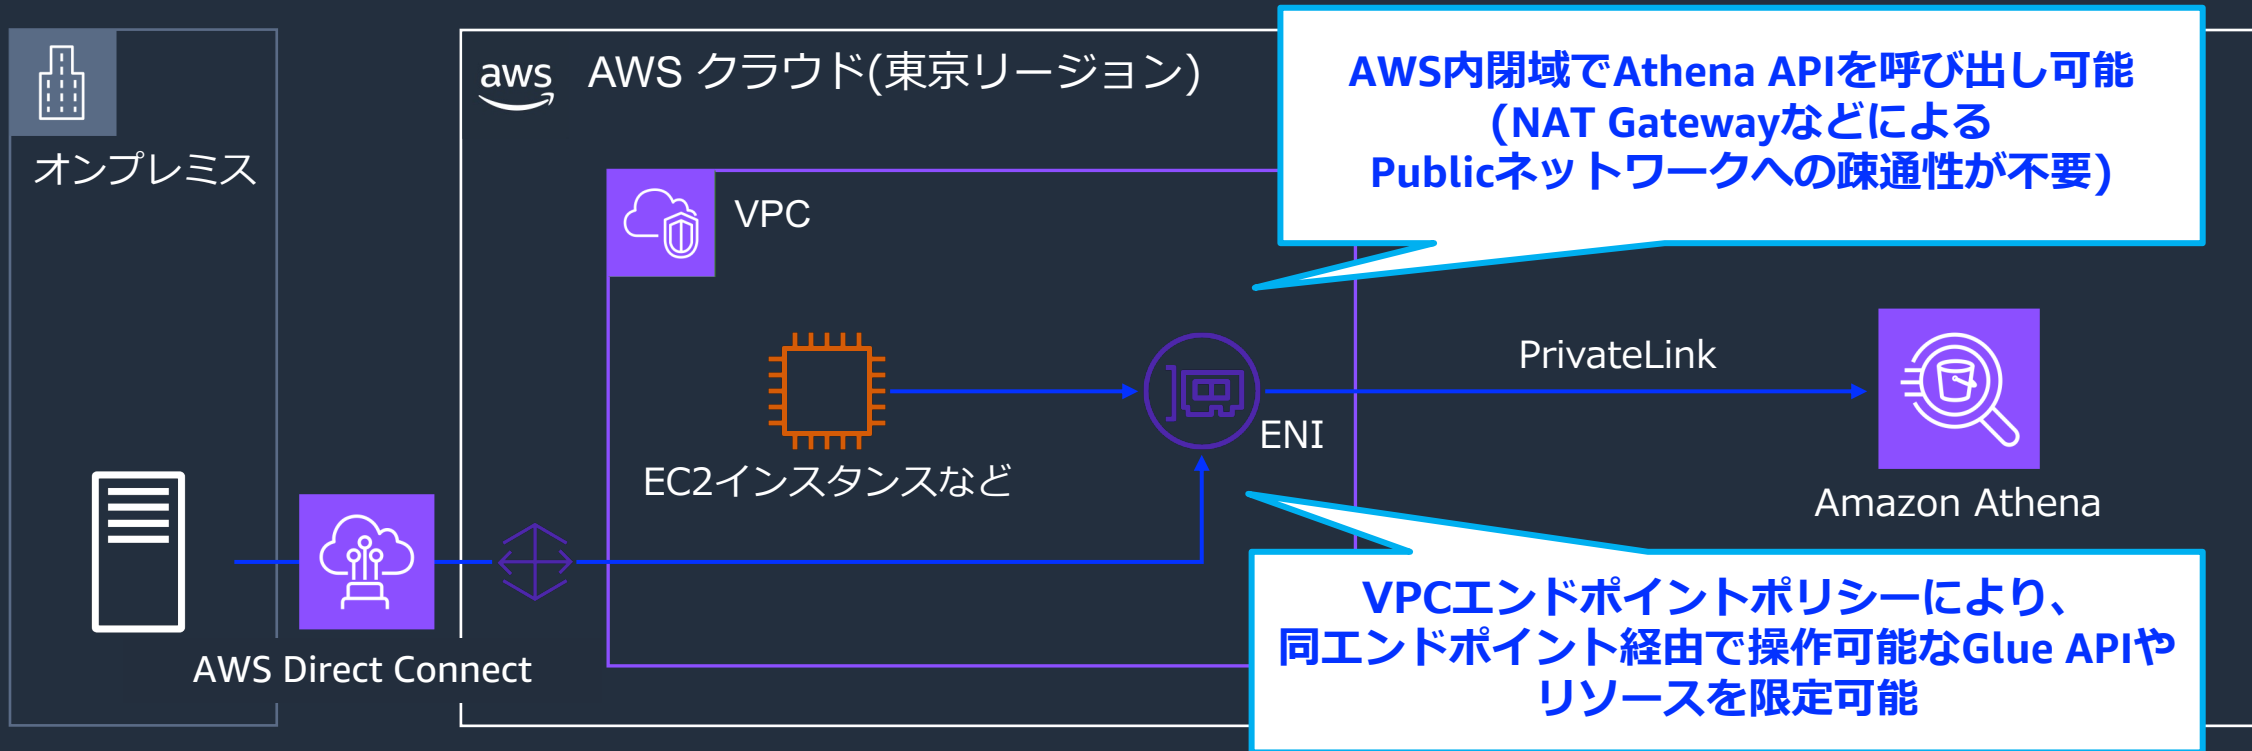 オンプレミス
aws
AWS クラウド(東京リージョン)
VPC
AWS内閉域でAthena APIを呼び出し可能
(NAT Gatewayなどによる
Publicネットワークへの疎通性が不要)
EC2インスタンスなど
ENI
PrivateLink
Amazon Athena
AWS Direct Connect
VPCエンドポイントポリシーにより、
同エンドポイント経由で操作可能なGlue APIや
リソースを限定可能